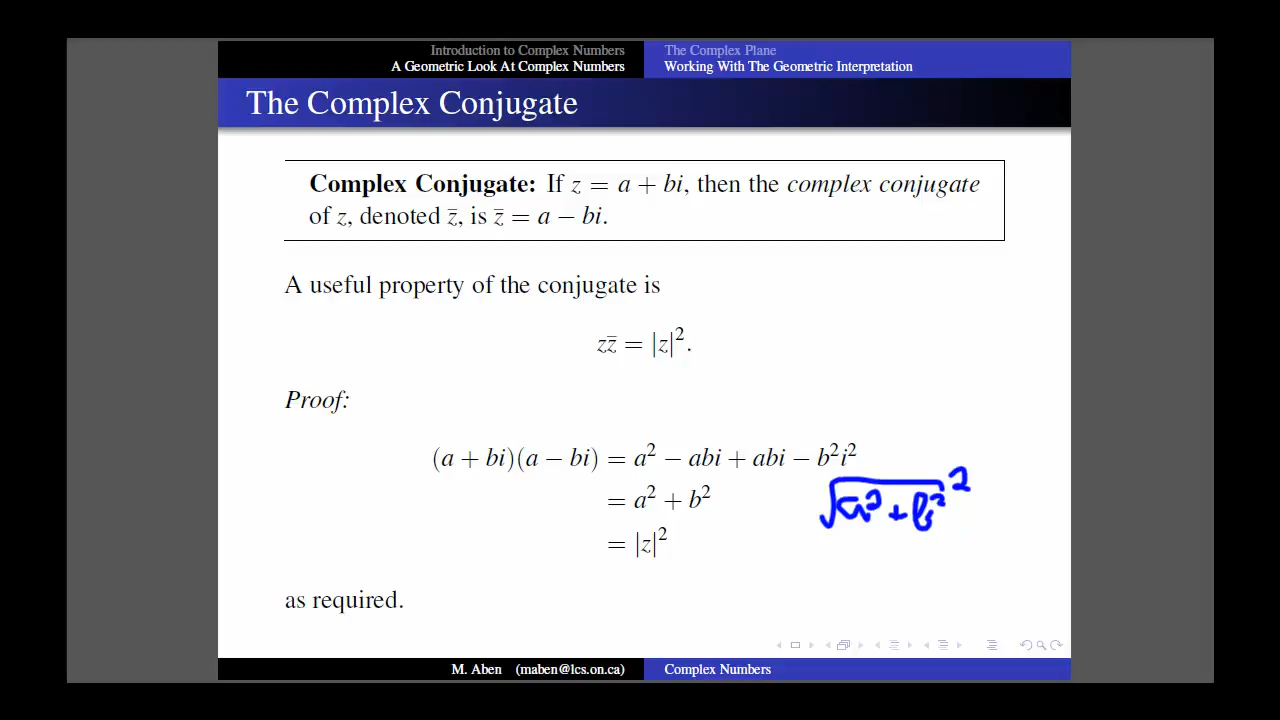 Introduction to Complex Numbers
A Geometric Look At Complex Numbers
The Complex Plane
Working With The Geometric Interpretation
The Complex Conjugate
Complex Conjugate: If z = a + bi, then the complex conjugate
of z, denoted z̄, is z̄ = a − bi.
A useful property of the conjugate is
zz̄ = |z|².
Proof:
(a + bi)(a − bi) = a² − abi + abi − b²i²
= a² + b²
√(a² + b²)²
= |z|²
as required.
M. Aben (maben@lcs.on.ca)
Complex Numbers